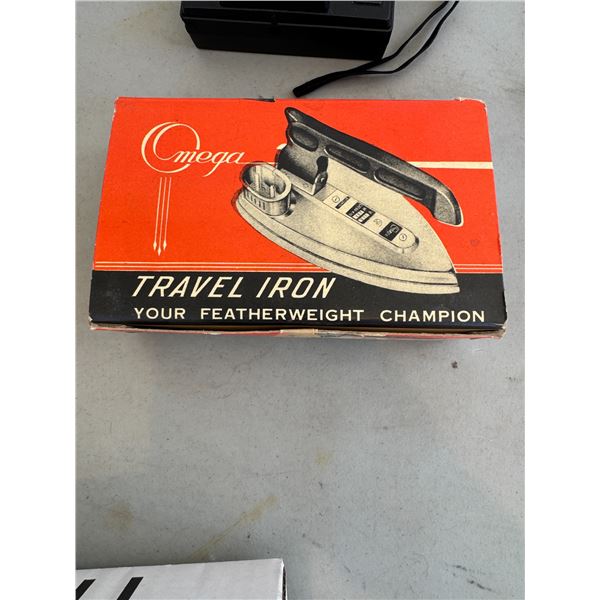 Omega
TRAVEL IRON
YOUR FEATHERWEIGHT CHAMPION